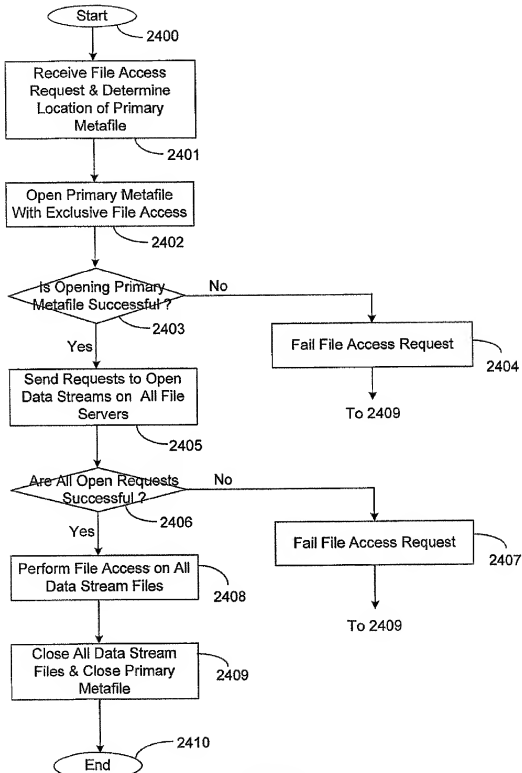 Start
2400
Receive File Access
Request & Determine
Location of Primary
Metafile
2401
Open Primary Metafile
With Exclusive File Access
2402
Is Opening Primary
Metafile Successful ?
2403
No
Yes
Fail File Access Request
2404
To 2409
Send Requests to Open
Data Streams on All File
Servers
2405
Are All Open Requests
Successful ?
2406
No
Yes
Fail File Access Request
2407
To 2409
Perform File Access on All
Data Stream Files
2408
Close All Data Stream
Files & Close Primary
Metafile
2409
2410
End